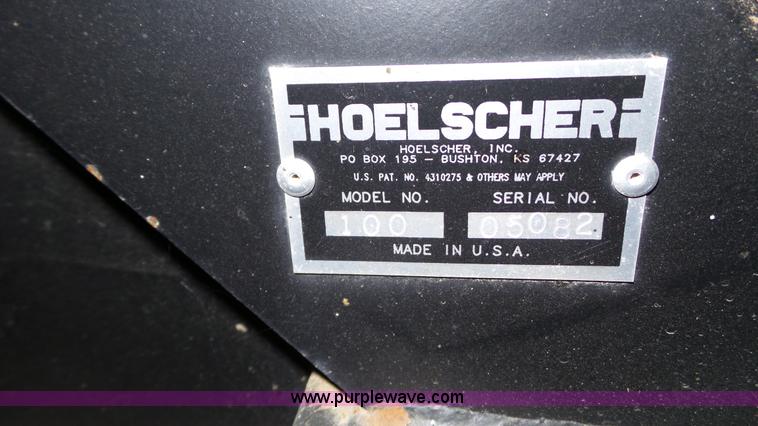 HOELSCHER
HOELSCHER, INC.
PO BOX 195 — BUSHTON, KS 67427
U.S. PAT. NO. 4310275 & OTHERS MAY APPLY
MODEL NO. SERIAL NO.
100 05082
MADE IN U.S.A.
www.purplewave.com